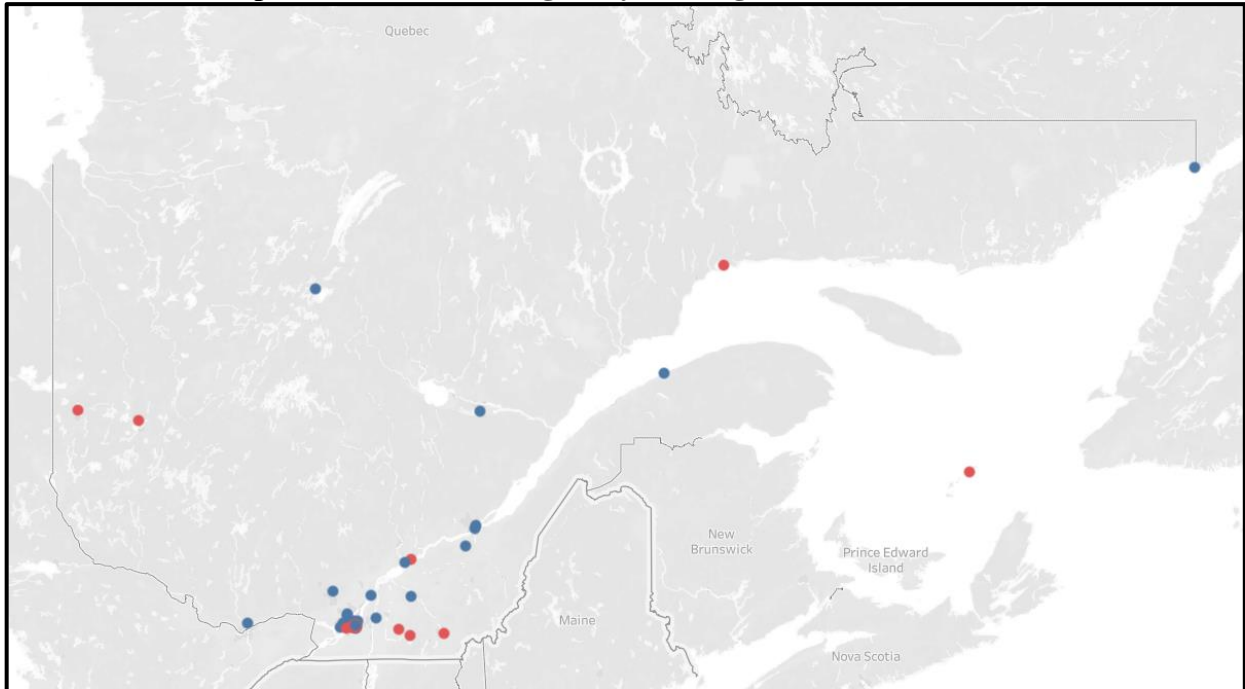 Quebec
New
Brunswick
Prince Edward
Island
Maine
Nova Scotia